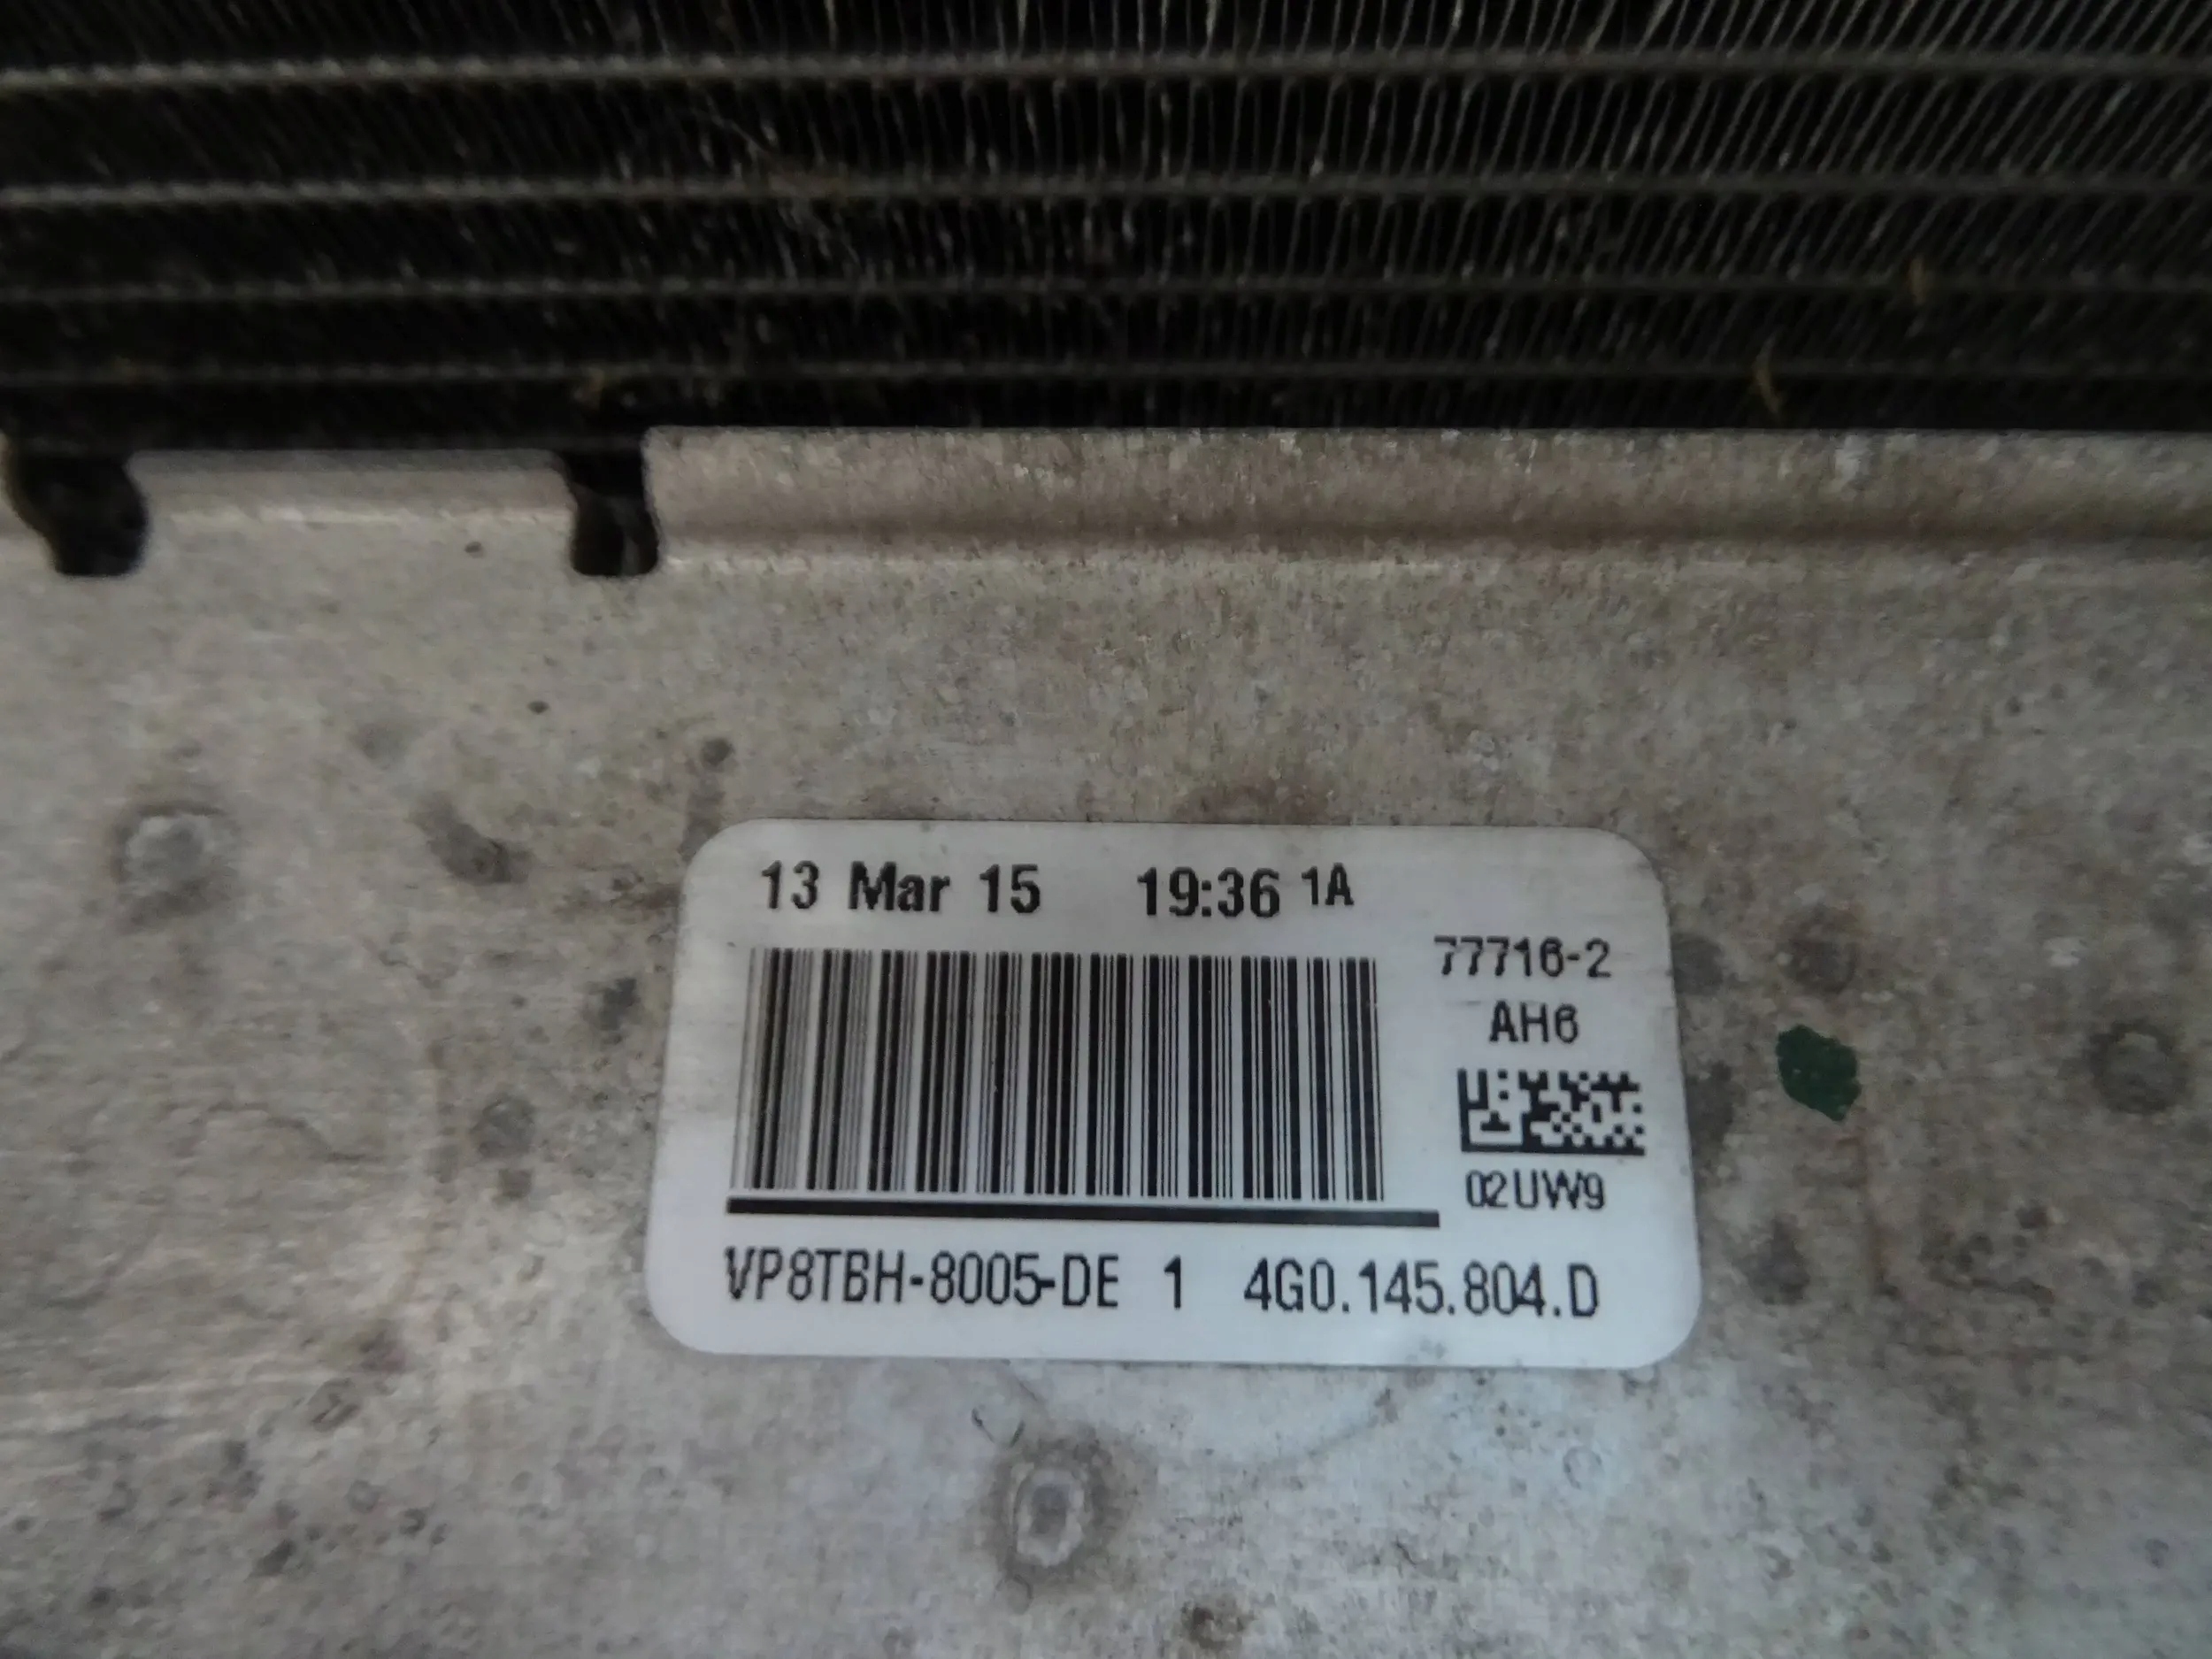 13 Mar 15 19:36 1A
77716-2
AH6
02UW9
VP8TBH-8005-DE 1 4G0.145.804.D